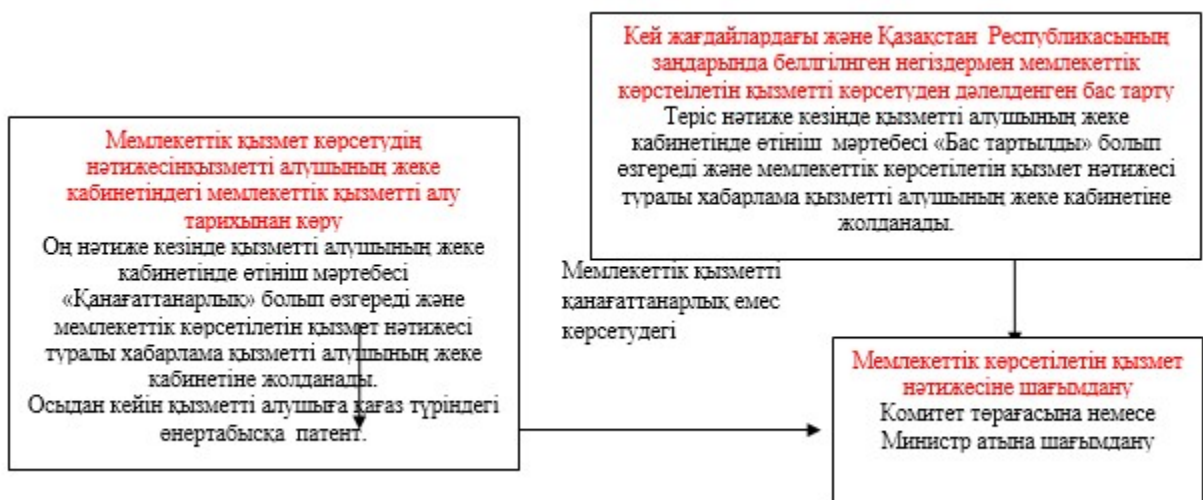 Мемлекеттік қызмет көрсетудің
нәтижесінқызметті алушының жеке
кабинетіндегі мемлекеттік қызметті алу
тарихынан көру
Оң нәтиже кезінде қызметті алушының жеке
кабинетінде өтініш мәртебесі
«Қанағаттанарлық» болып өзгереді және
мемлекеттік көрсетілетін қызмет нәтижесі
туралы хабарлама қызметті алушының жеке
кабинетіне жолданады.
Осыдан кейін қызметті алушыға қағаз түріндегі
өнертабысқа патент.
Кей жағдайлардағы және Қазақстан Республикасының
заңдарында беллгілнген негіздермен мемлекеттік
көрстеілетін қызметті көрсетуден дәлелденген бас тарту
Теріс нәтиже кезінде қызметті алушының жеке
кабинетінде өтініш мәртебесі «Бас тартылды» болып
өзгереді және мемлекеттік көрсетілетін қызмет нәтижесі
туралы хабарлама қызметті алушының жеке кабинетіне
жолданады.
Мемлекеттік қызметті
қанағаттанарлық емес
көрсетудегі
Мемлекеттік көрсетілетін қызмет
нәтижесіне шағымдану
Комитет төрағасына немесе
Министр атына шағымдану